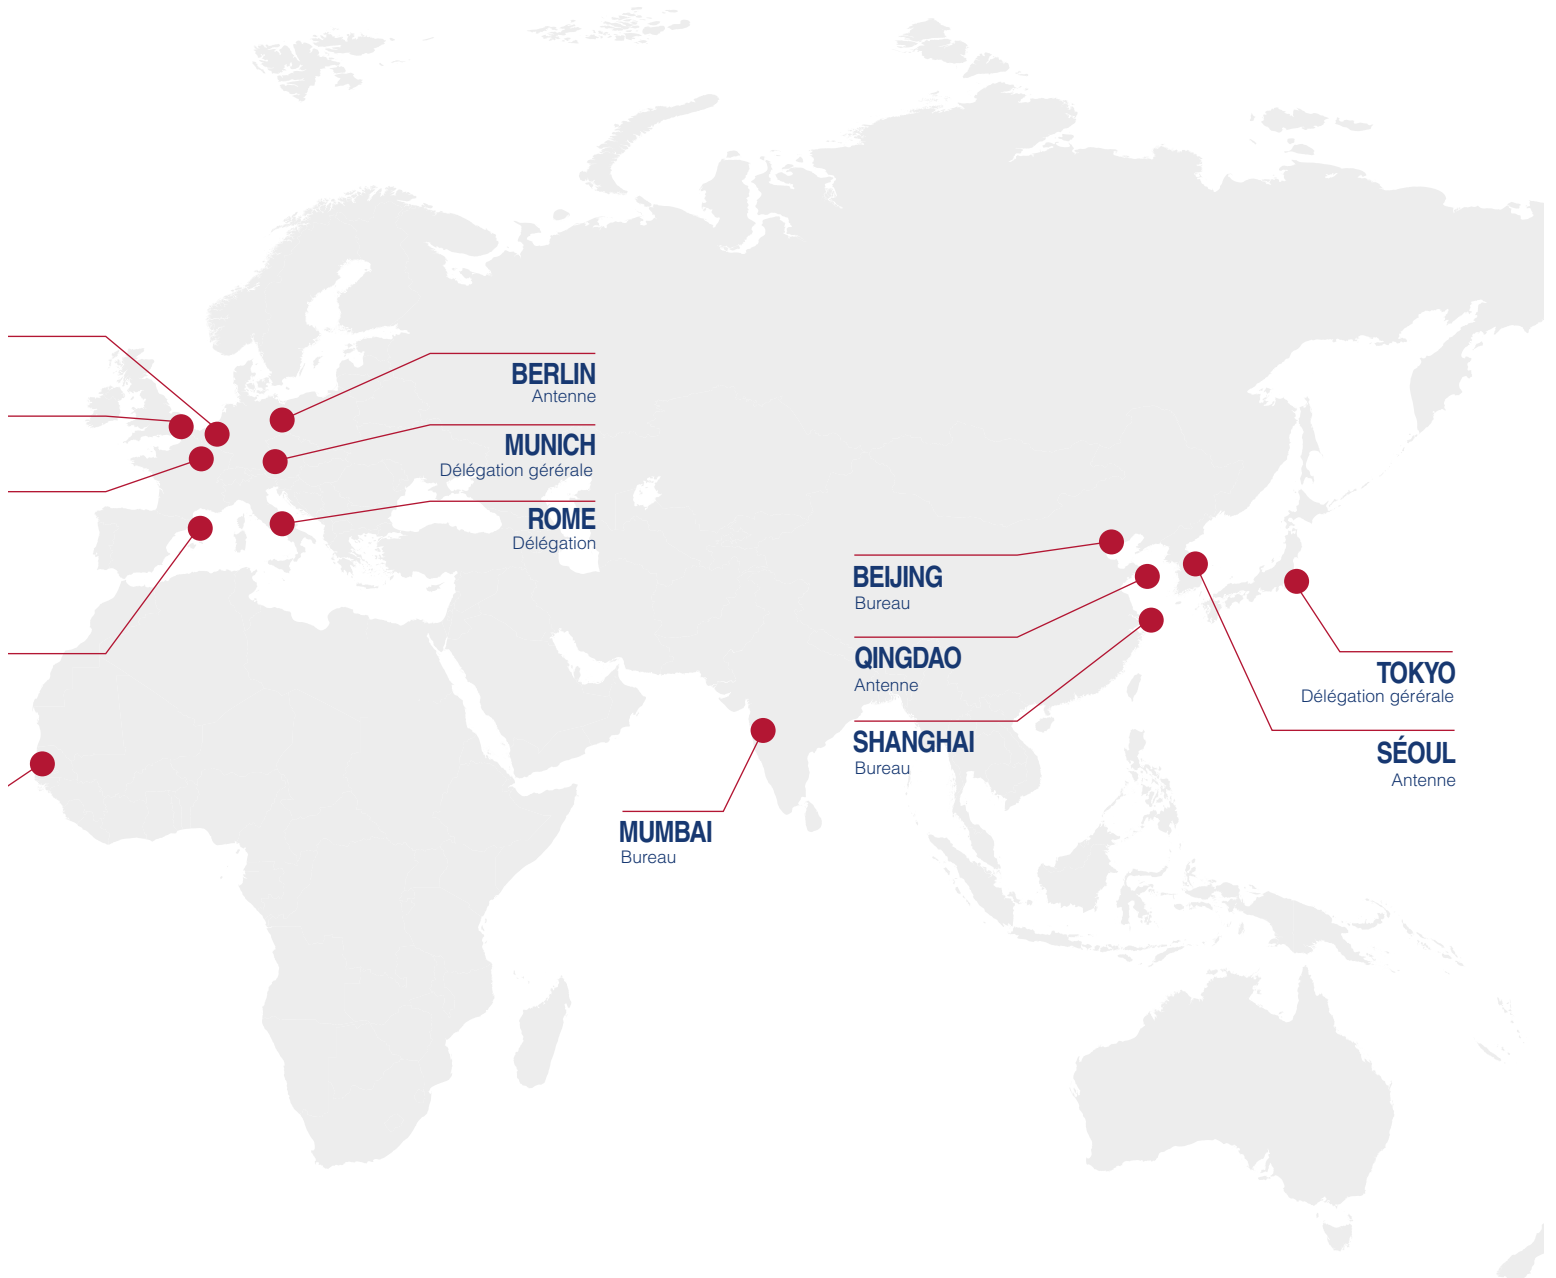 BERLIN
Antenne
MUNICH
Délégation gérérale
ROME
Délégation
BEIJING
Bureau
QINGDAO
Antenne
SHANGHAI
Bureau
MUMBAI
Bureau
TOKYO
Délégation gérérale
SÉOUL
Antenne